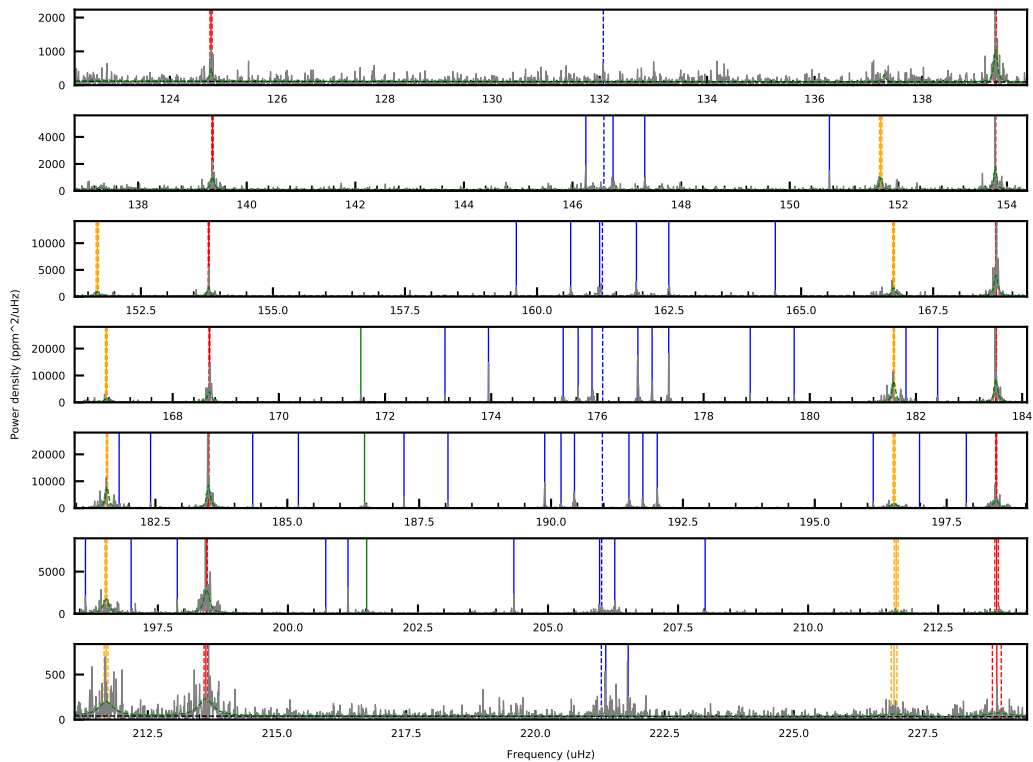 2000
1000
0
124 126 128 130 132 134 136 138
4000
2000
0
138 140 142 144 146 148 150 152 154
10000
5000
0
152.5 155.0 157.5 160.0 162.5 165.0 167.5
Power density (ppm^2/uHz)
20000
10000
0
168 170 172 174 176 178 180 182 184
20000
10000
0
182.5 185.0 187.5 190.0 192.5 195.0 197.5
5000
0
197.5 200.0 202.5 205.0 207.5 210.0 212.5
500
0
212.5 215.0 217.5 220.0 222.5 225.0 227.5
Frequency (uHz)